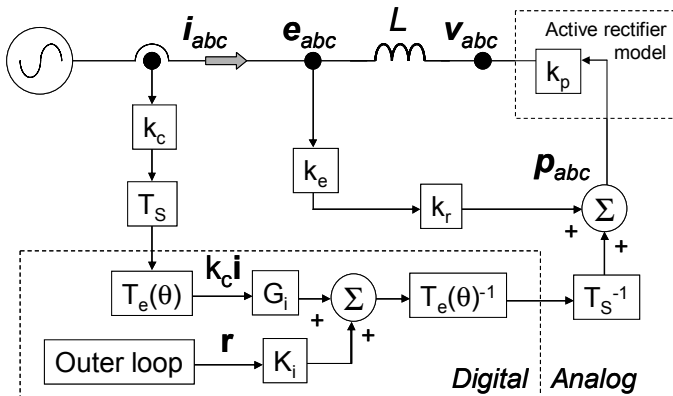 i_abc
e_abc
L
v_abc
Active rectifier
model
k_p
k_c
k_e
p_abc
T_S
k_r
Σ
+
+
T_e(θ)
k_c i
G_i
Σ
T_e(θ)^-1
T_S^-1
+
+
Outer loop
r
K_i
Digital
Analog